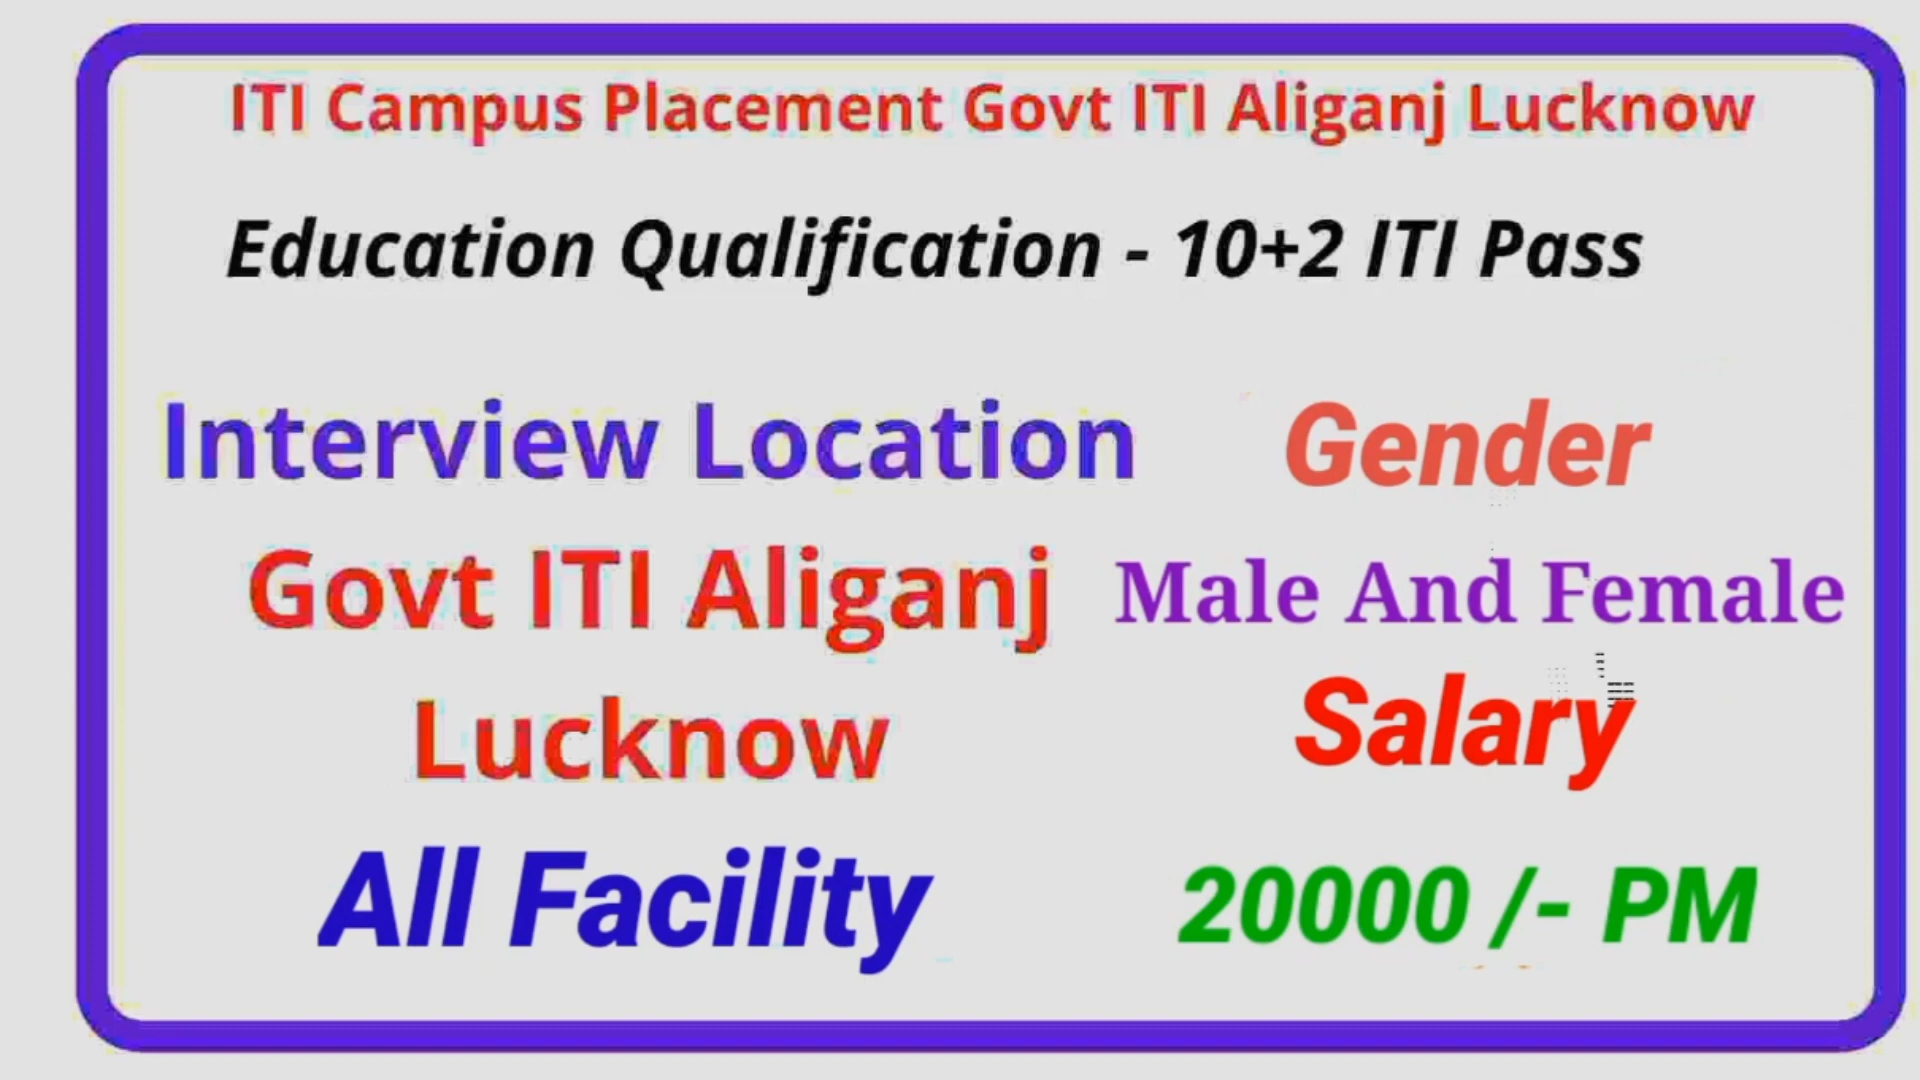 ITI Campus Placement Govt ITI Aliganj Lucknow
Education Qualification - 10+2 ITI Pass
Interview Location
Govt ITI Aliganj
Lucknow
All Facility
Gender
Male And Female
Salary
20000 /- PM